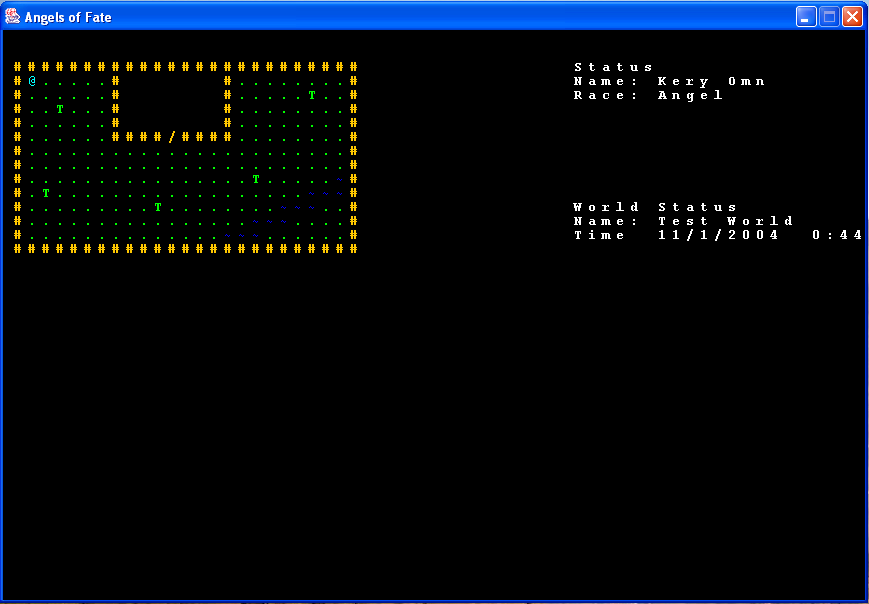 Angels of Fate
# # # # # # # # # # # # # # # # # # # # # # # # #
# @ . . . . . #               # . . . . . . . . #
# . . . . . . #               # . . . . . T . . #
# . . T . . . #               # . . . . . . . . #
# . . . . . . #               # . . . . . . . . #
# . . . . . . # # # # / # # # # . . . . . . . . #
# . . . . . . . . . . . . . . . . . . . . . . . #
# . . . . . . . . . . . . . . . . . . . . . . . #
# . . . . . . . . . . . . . . . . T . . . . . ~ #
# . T . . . . . . . . . . . . . . . . . . ~ ~ ~ #
# . . . . . . . . . T . . . . . . . . ~ ~ ~ . . #
# . . . . . . . . . . . . . . . . ~ ~ ~ . . . . #
# . . . . . . . . . . . . . . ~ ~ ~ . . . . . . #
# # # # # # # # # # # # # # # # # # # # # # # # #
Status
Name: Kery Omn
Race: Angel
World Status
Name: Test World
Time 11/1/2004 0:44